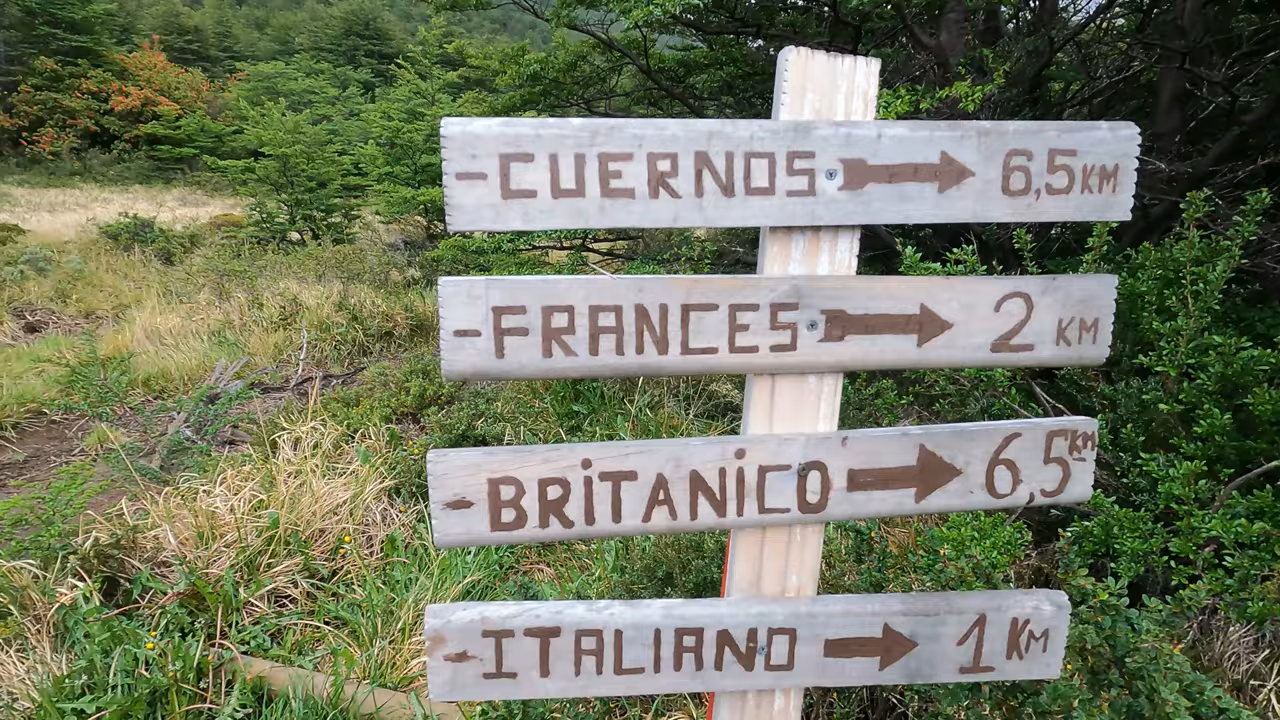 - CUERNOS → 6,5 KM
- FRANCES → 2 KM
- BRiTANiCO → 6,5 KM
- ITALIANO → 1 KM